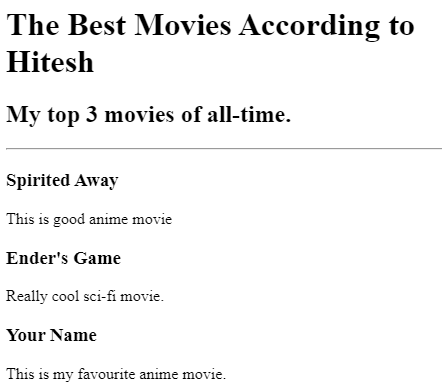 The Best Movies According to
Hitesh
My top 3 movies of all-time.
Spirited Away
This is good anime movie
Ender's Game
Really cool sci-fi movie.
Your Name
This is my favourite anime movie.